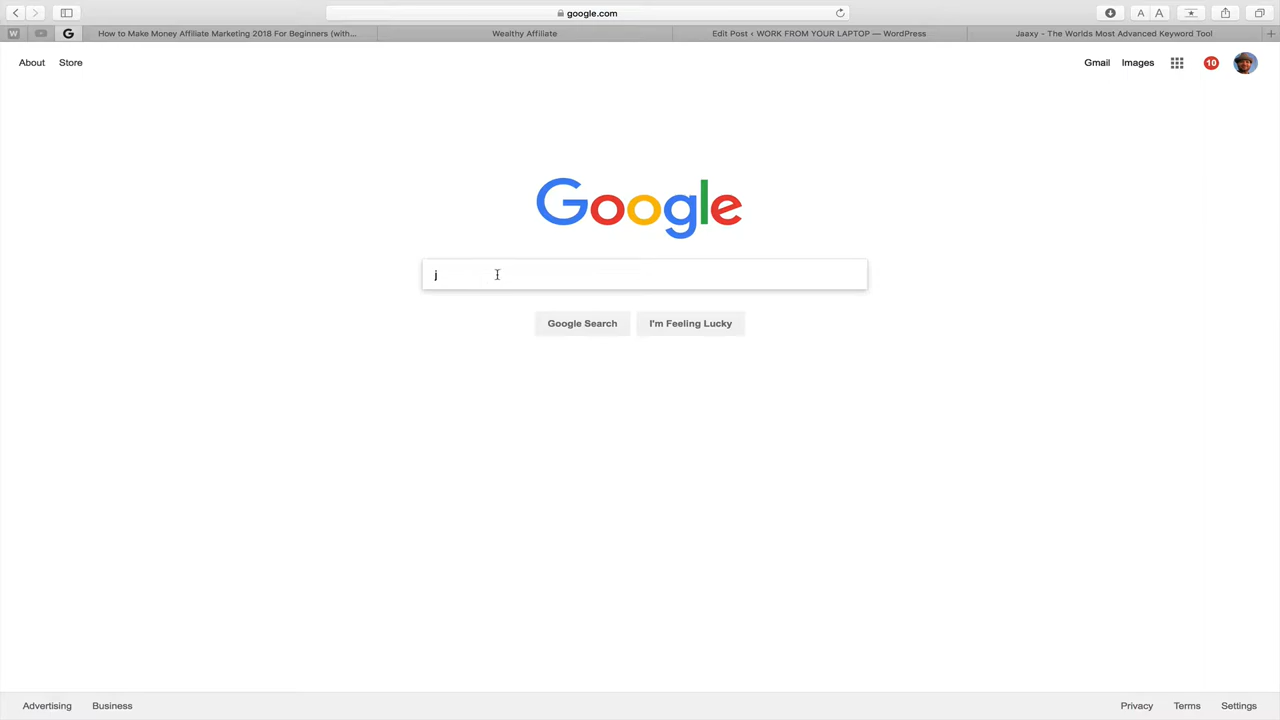 google.com
W
G
How to Make Money Affiliate Marketing 2018 For Beginners (with...
Wealthy Affiliate
Edit Post ‹ WORK FROM YOUR LAPTOP — WordPress
Jaaxy - The Worlds Most Advanced Keyword Tool
A A
About Store
Gmail Images 10
Google
j
Google Search I'm Feeling Lucky
Advertising Business
Privacy Terms Settings